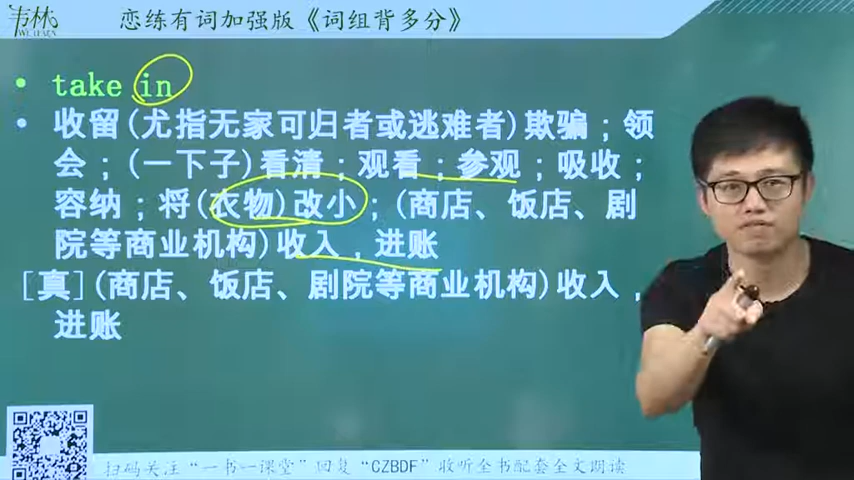 韦林
WE LEARN
恋练有词加强版《词组背多分》
• take in
• 收留(尤指无家可归者或逃难者)欺骗；领
会；(一下子)看清；观看；参观；吸收；
容纳；将(衣物)改小；(商店、饭店、剧
院等商业机构)收入，进账
[真](商店、饭店、剧院等商业机构)收入，
进账
扫码关注“一书一课堂”回复“CZBDF”收听全书配套全文朗读